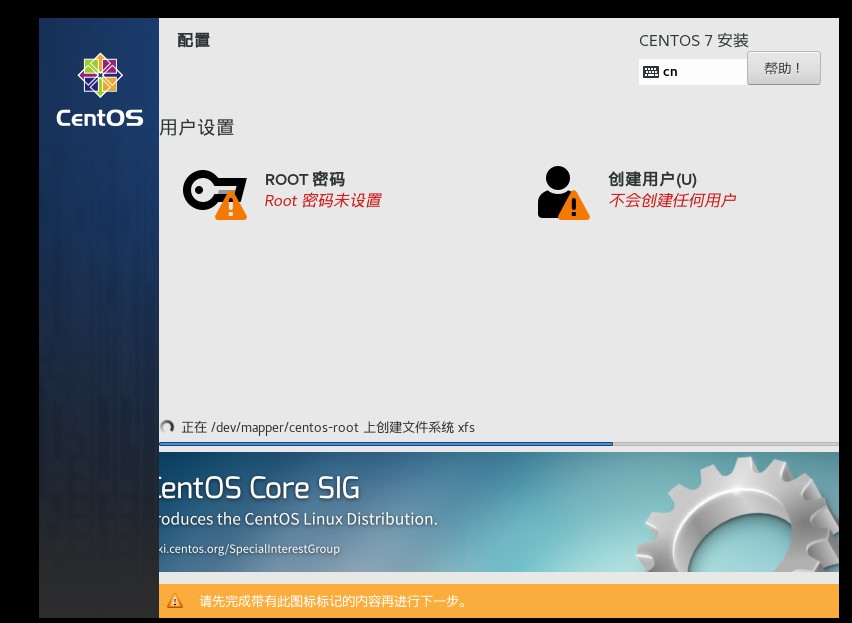 配置
CENTOS 7 安装
cn
帮助！
CentOS
用户设置
ROOT 密码
Root 密码未设置
创建用户(U)
不会创建任何用户
正在 /dev/mapper/centos-root 上创建文件系统 xfs
CentOS Core SIG
roduces the CentOS Linux Distribution.
ki.centos.org/SpecialInterestGroup
请先完成带有此图标标记的内容再进行下一步。